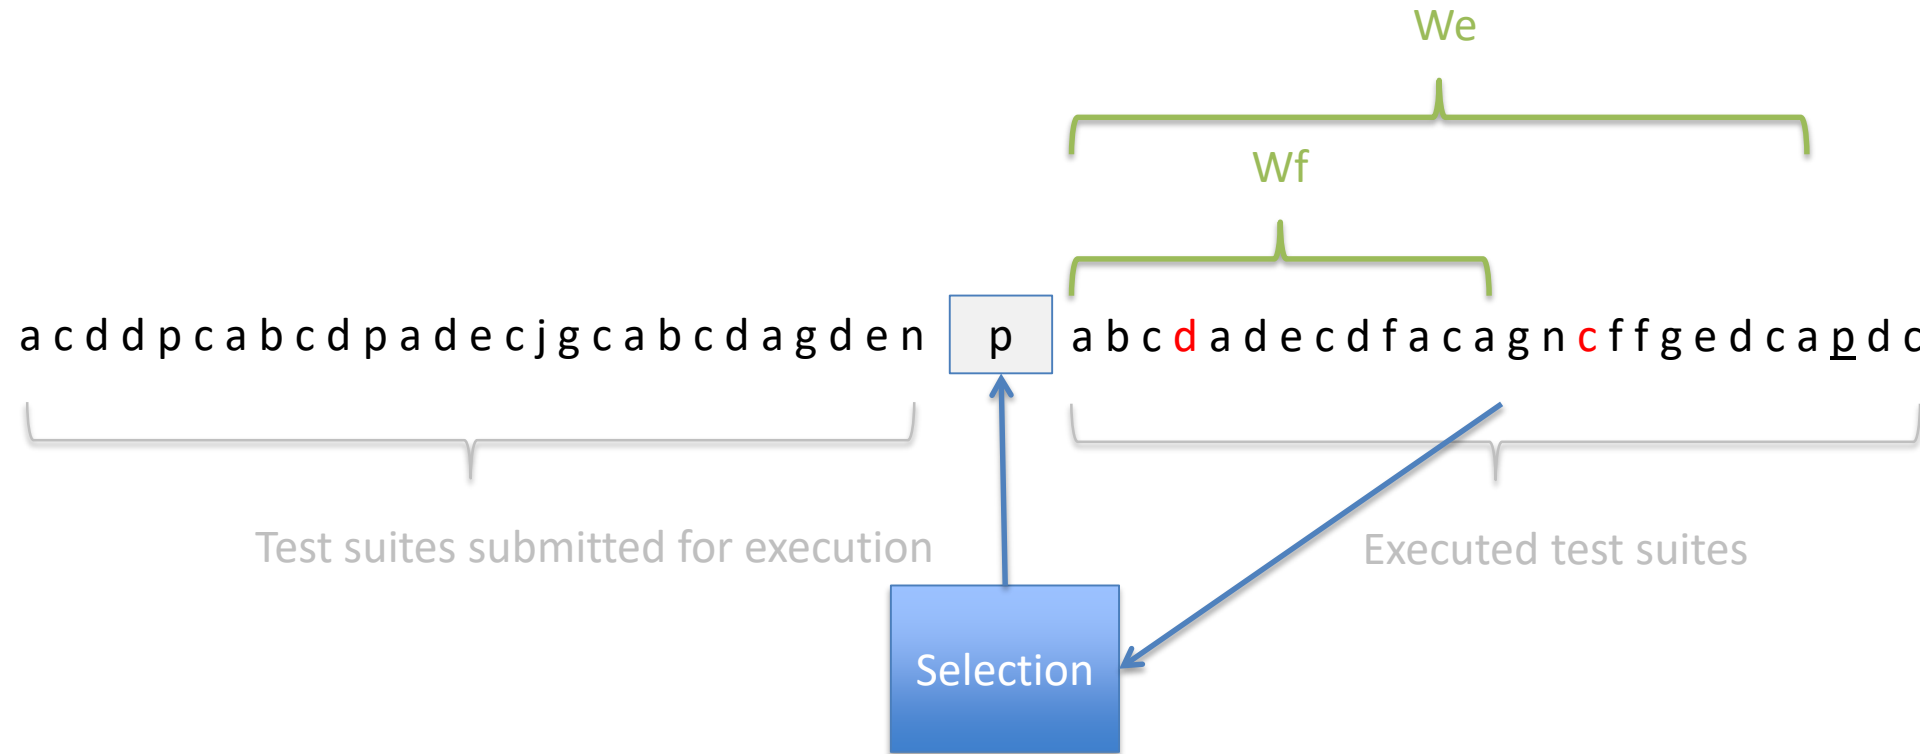 We
Wf
a c d d p c a b c d p a d e c j g c a b c d a g d e n p a b c d a d e c d f a c a g n c f f g e d c a p d c
Test suites submitted for execution
Executed test suites
Selection